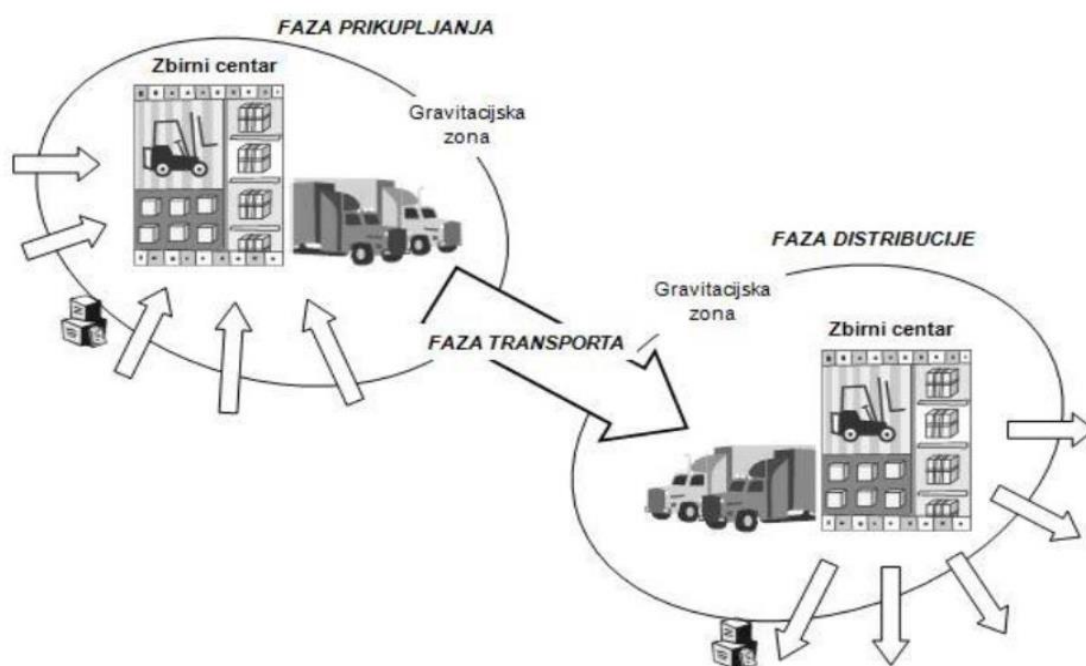 FAZA PRIKUPLJANJA
Zbirni centar
Gravitacijska
zona
FAZA DISTRIBUCIJE
Gravitacijska
zona
Zbirni centar
FAZA TRANSPORTA